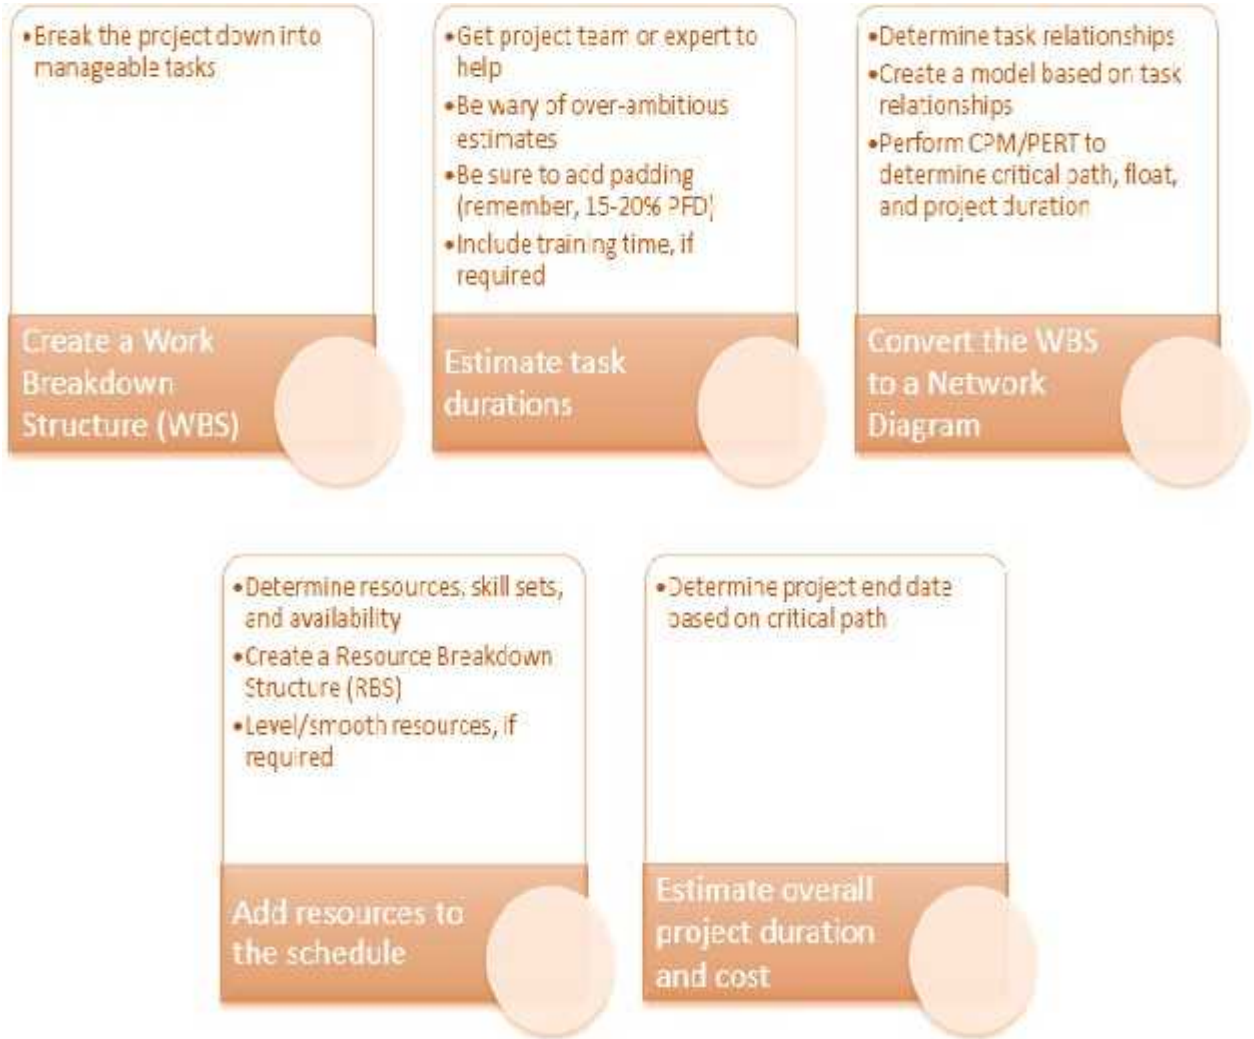 •Break the project down into
manageable tasks
Create a Work
Breakdown
Structure (WBS)
•Get project team or expert to
help
•Be wary of over-ambitious
estimates
•Be sure to add padding
(remember, 15-20% PFD)
•Include training time, if
required
Estimate task
durations
•Determine task relationships
•Create a model based on task
relationships
•Perform CPM/PERT to
determine critical path, float,
and project duration
Convert the WBS
to a Network
Diagram
•Determine resources, skill sets,
and availability
•Create a Resource Breakdown
Structure (RBS)
•Level/smooth resources, if
required
Add resources to
the schedule
•Determine project end date
based on critical path
Estimate overall
project duration
and cost